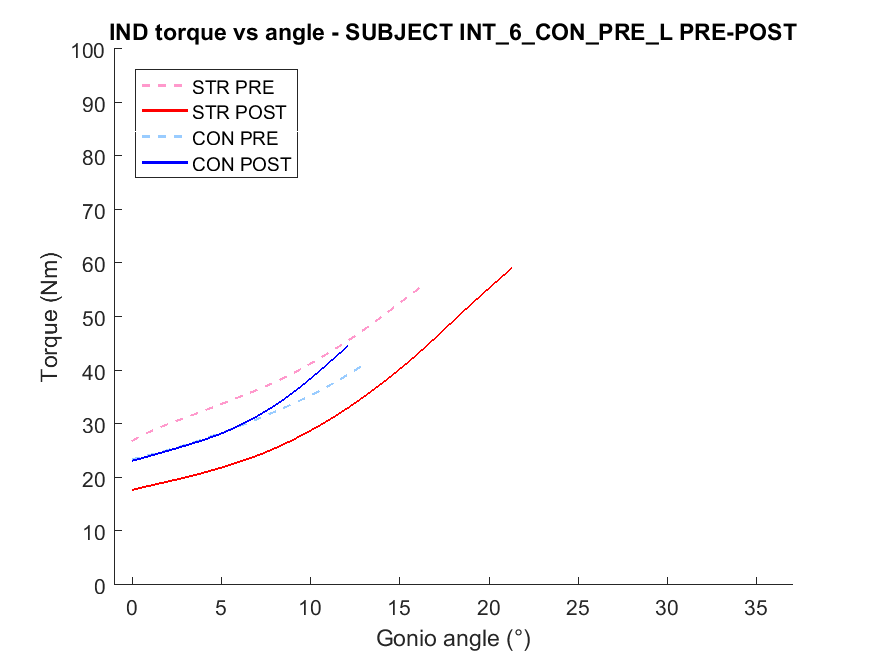 IND torque vs angle - SUBJECT INT_6_CON_PRE_L PRE-POST
100
90
80
70
60
50
40
30
20
10
0
Torque (Nm)
STR PRE
STR POST
CON PRE
CON POST
0 5 10 15 20 25 30 35
Gonio angle (°)